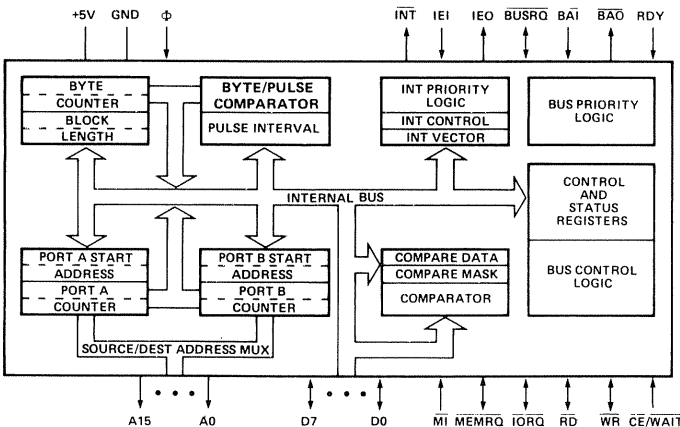 +5V GND Φ INT IEI IEO BUSRQ BAI BAO RDY
BYTE
COUNTER
BLOCK
LENGTH
BYTE/PULSE
COMPARATOR
PULSE INTERVAL
INT PRIORITY
LOGIC
INT CONTROL
INT VECTOR
BUS PRIORITY
LOGIC
INTERNAL BUS
CONTROL
AND
STATUS
REGISTERS
BUS CONTROL
LOGIC
PORT A START
ADDRESS
PORT A
COUNTER
PORT B START
ADDRESS
PORT B
COUNTER
COMPARE DATA
COMPARE MASK
COMPARATOR
SOURCE/DEST ADDRESS MUX
A15 A0 D7 D0 MI MEMRQ IORQ RD WR CE/WAIT